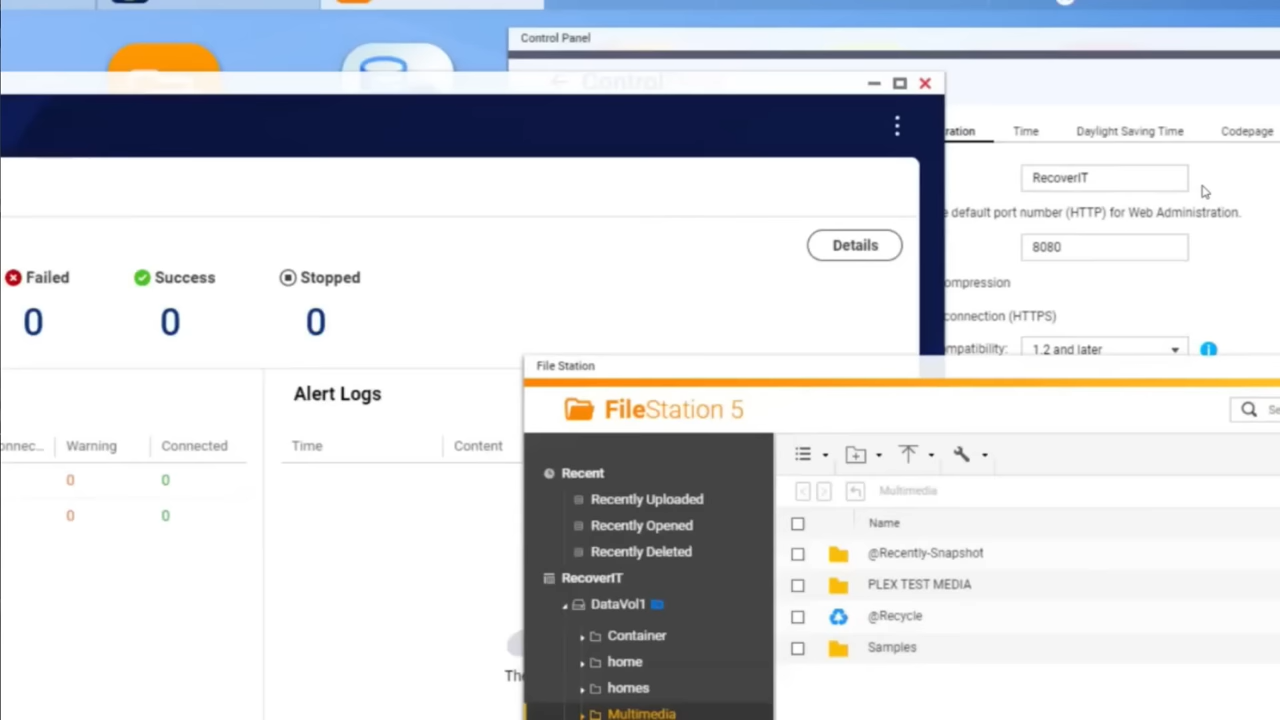 Control Panel
Control
ration Time Daylight Saving Time Codepage
RecoverIT
e default port number (HTTP) for Web Administration.
8080
ompression
connection (HTTPS)
mpatibility: 1.2 and later
Details
Failed Success Stopped
0 0 0
Alert Logs
onnec... Warning Connected
0 0
0 0
Time Content
The
File Station
FileStation 5
Se
Recent
Recently Uploaded
Recently Opened
Recently Deleted
RecoverIT
DataVol1
Container
home
homes
Multimedia
Multimedia
Name
@Recently-Snapshot
PLEX TEST MEDIA
@Recycle
Samples